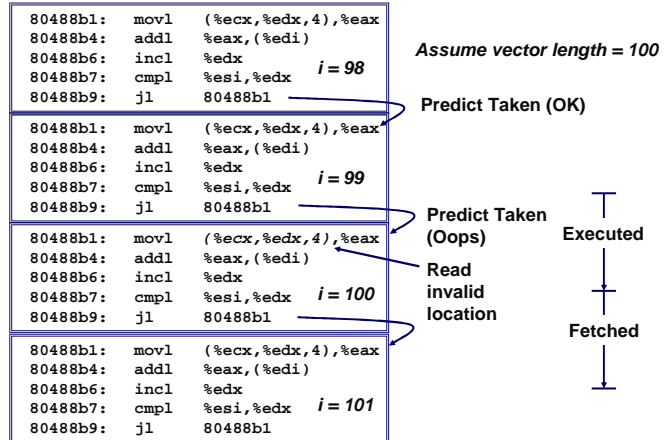 80488b1: movl (%ecx,%edx,4),%eax
80488b4: addl %eax,(%edi)
80488b6: incl %edx
80488b7: cmpl %esi,%edx i = 98
80488b9: jl 80488b1
Assume vector length = 100
Predict Taken (OK)
80488b1: movl (%ecx,%edx,4),%eax
80488b4: addl %eax,(%edi)
80488b6: incl %edx
80488b7: cmpl %esi,%edx i = 99
80488b9: jl 80488b1
Predict Taken
(Oops)
80488b1: movl (%ecx,%edx,4),%eax
80488b4: addl %eax,(%edi)
80488b6: incl %edx
80488b7: cmpl %esi,%edx i = 100
80488b9: jl 80488b1
Read
invalid
location
Executed
Fetched
80488b1: movl (%ecx,%edx,4),%eax
80488b4: addl %eax,(%edi)
80488b6: incl %edx
80488b7: cmpl %esi,%edx i = 101
80488b9: jl 80488b1